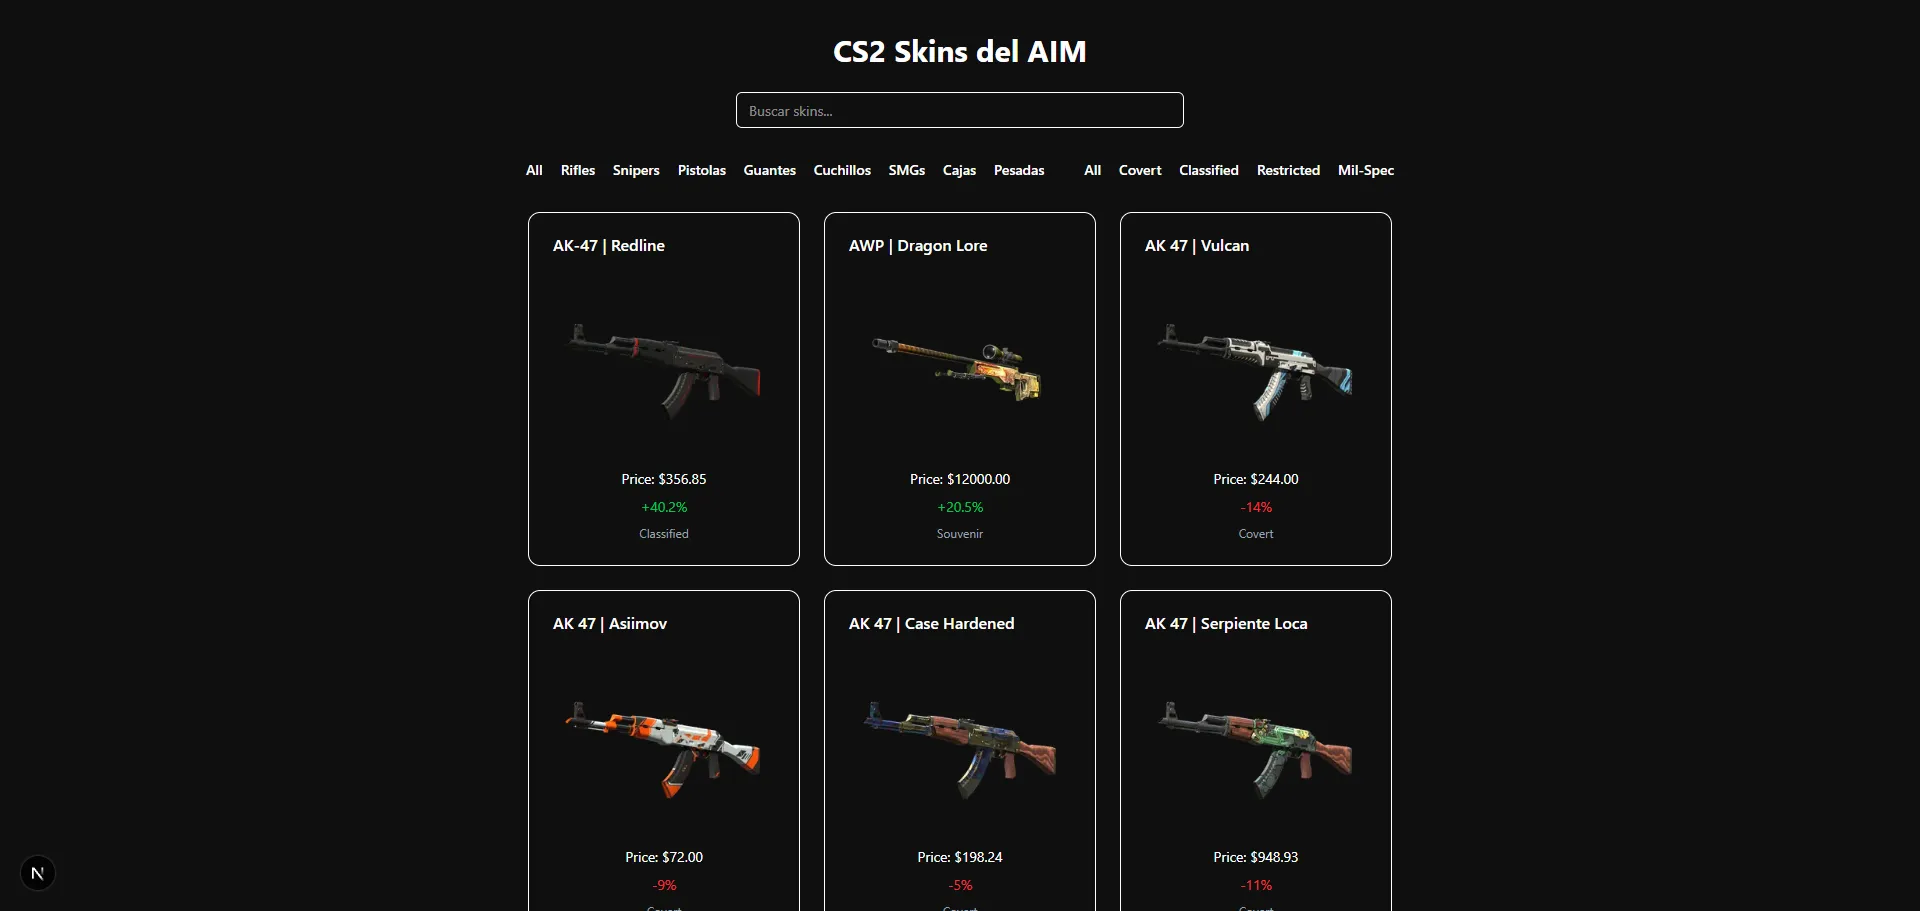 CS2 Skins del AIM
Buscar skins...
All Rifles Snipers Pistolas Guantes Cuchillos SMGs Cajas Pesadas All Covert Classified Restricted Mil-Spec
AK-47 | Redline
Price: $356.85
+40.2%
Classified
AWP | Dragon Lore
Price: $12000.00
+20.5%
Souvenir
AK 47 | Vulcan
Price: $244.00
-14%
Covert
AK 47 | Asiimov
Price: $72.00
-9%
Covert
AK 47 | Case Hardened
Price: $198.24
-5%
Covert
AK 47 | Serpiente Loca
Price: $948.93
-11%
Covert
N